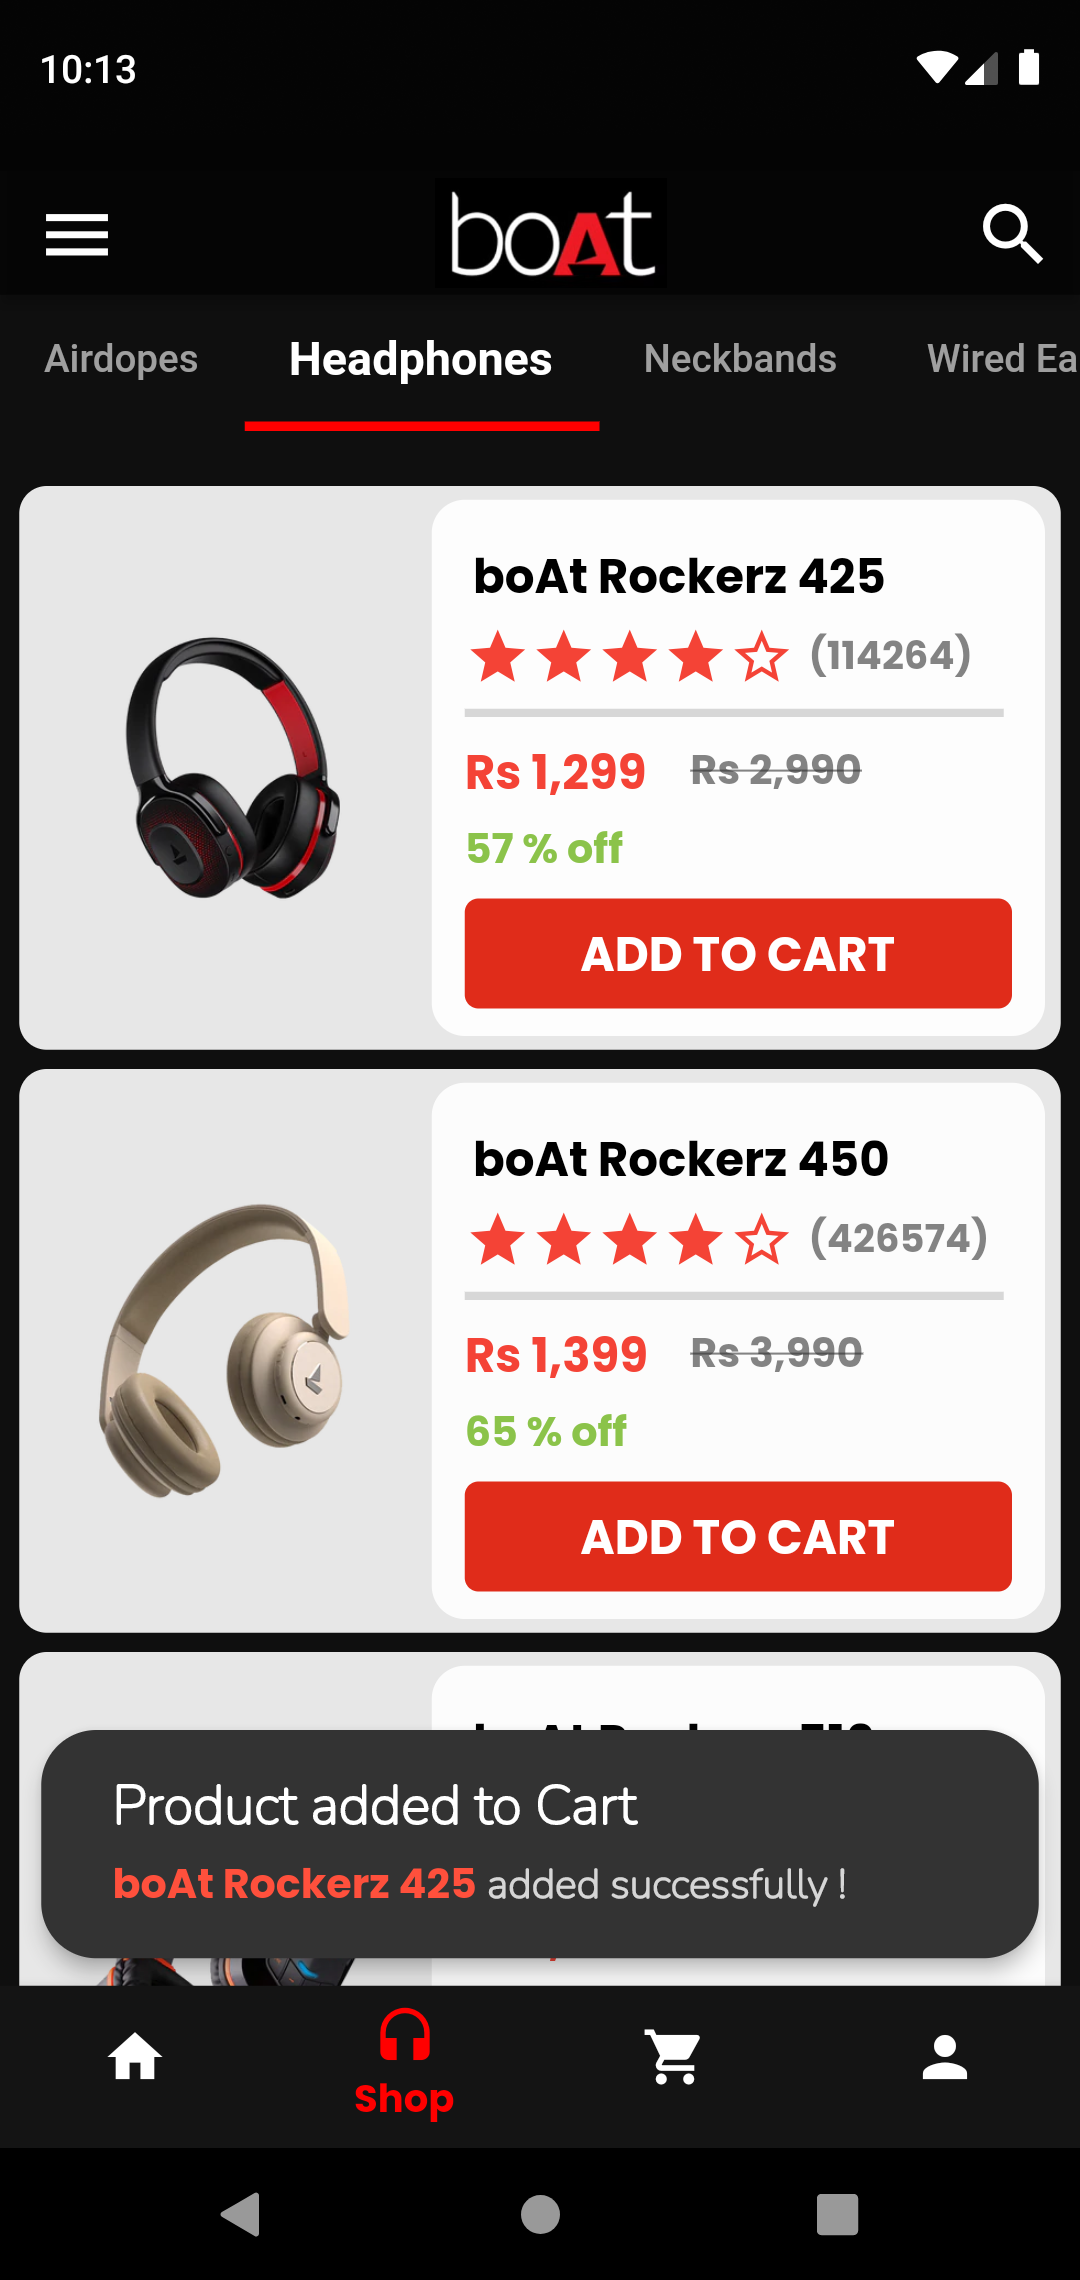 10:13
boAt
Airdopes Headphones Neckbands Wired Ea
boAt Rockerz 425
(114264)
Rs 1,299 Rs 2,990
57 % off
ADD TO CART
boAt Rockerz 450
(426574)
Rs 1,399 Rs 3,990
65 % off
ADD TO CART
Product added to Cart
boAt Rockerz 425 added successfully !
Shop